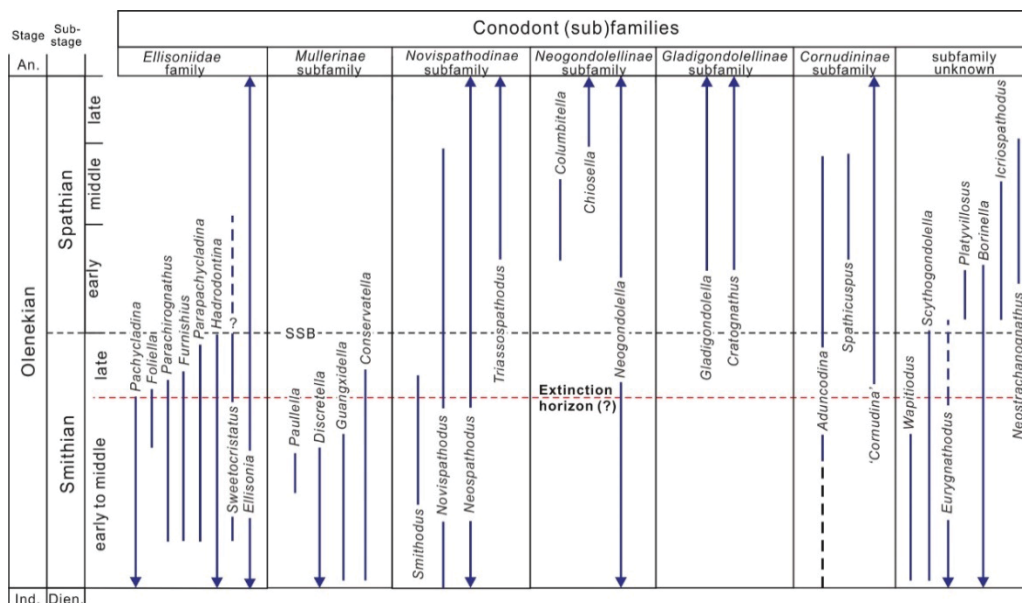 Stage
Sub-
stage
Conodont (sub)families
An.
Ellisoniidae
family
Mullerinae
subfamily
Novispathodinae
subfamily
Neogondolellinae
subfamily
Gladigondolellinae
subfamily
Cornudininae
subfamily
subfamily
unknown
Olenekian
Spathian
late
middle
early
Smithian
late
early to middle
Pachycladina
Foliella
Parachirognathus
Furnishius
Parapachycladina
Hadrodontina
?
Sweetocristatus
Ellisonia
SSB
Paullella
Discretella
Guangxidella
Conservatella
Smithodus
Novispathodus
Neospathodus
Triassospathodus
Extinction
horizon (?)
Columbitella
Chiosella
Neogondolella
Gladigondolella
Cratognathus
Aduncodina
Spathicuspus
'Cornudina'
Wapitiodus
Scythogondolella
Eurygnathodus
Platyvillosus
Borinella
Icriospathodus
Neostrachanognathus
Ind.
Dien.